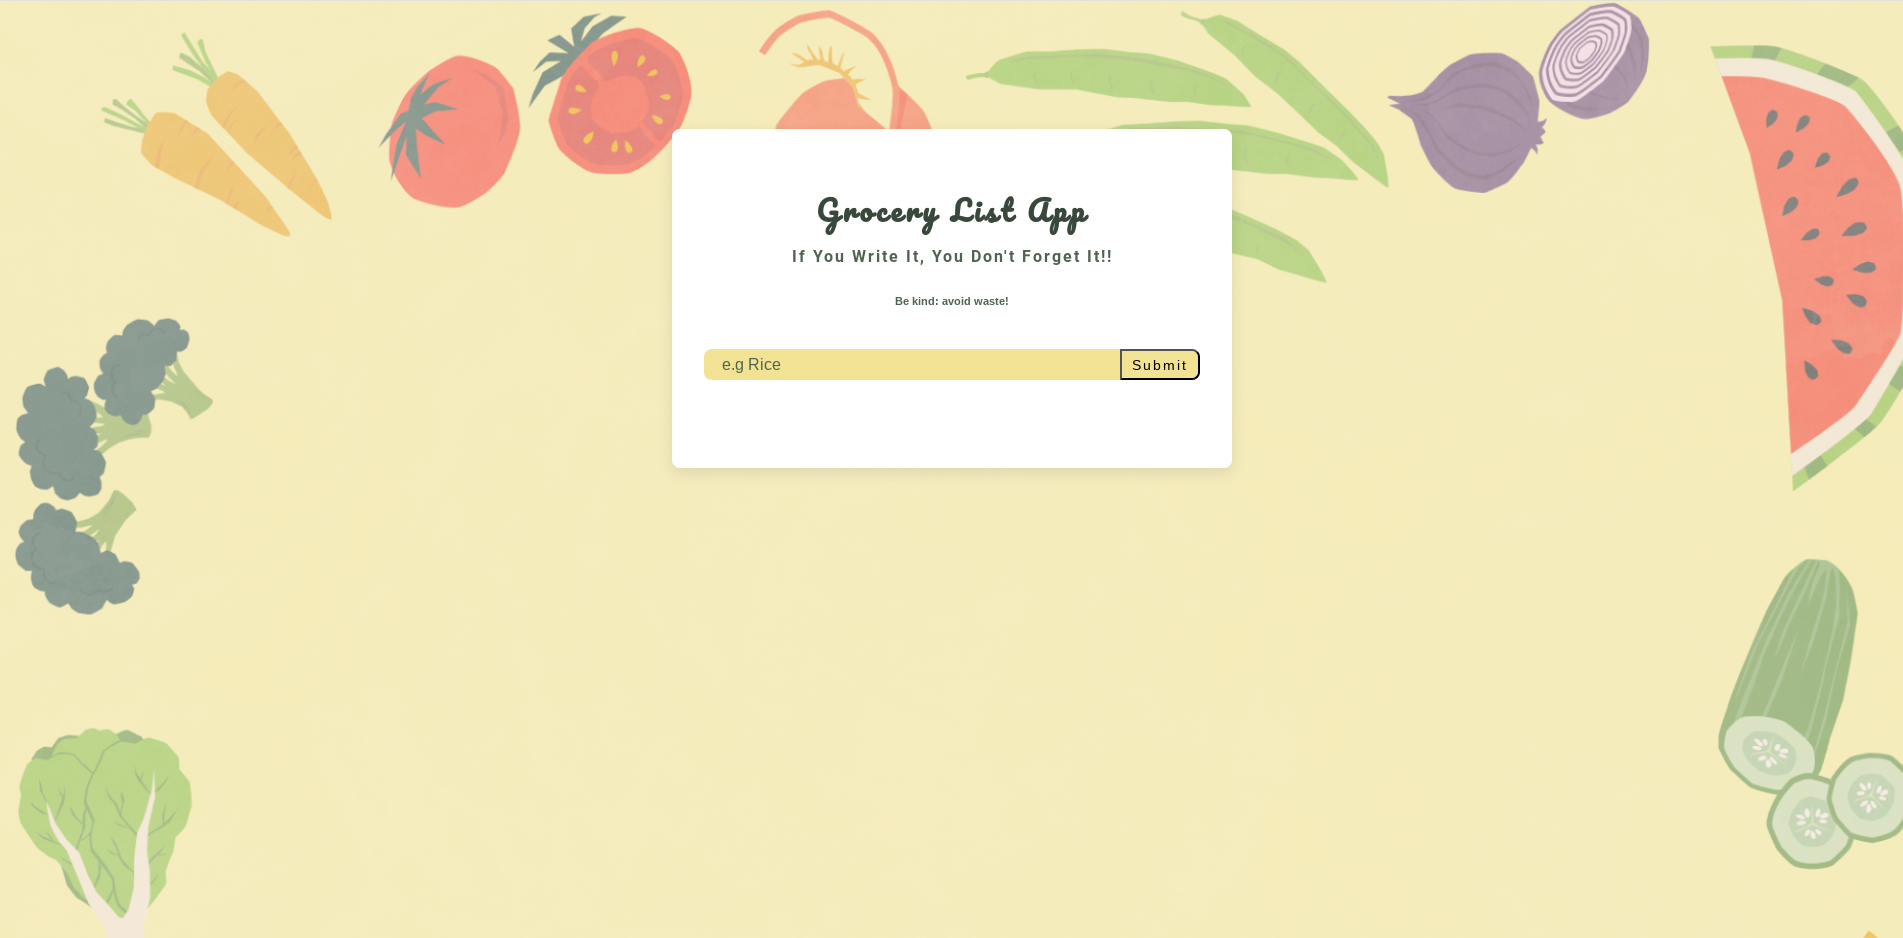 Grocery List App
If You Write It, You Don't Forget It!!
Be kind: avoid waste!
e.g Rice
Submit